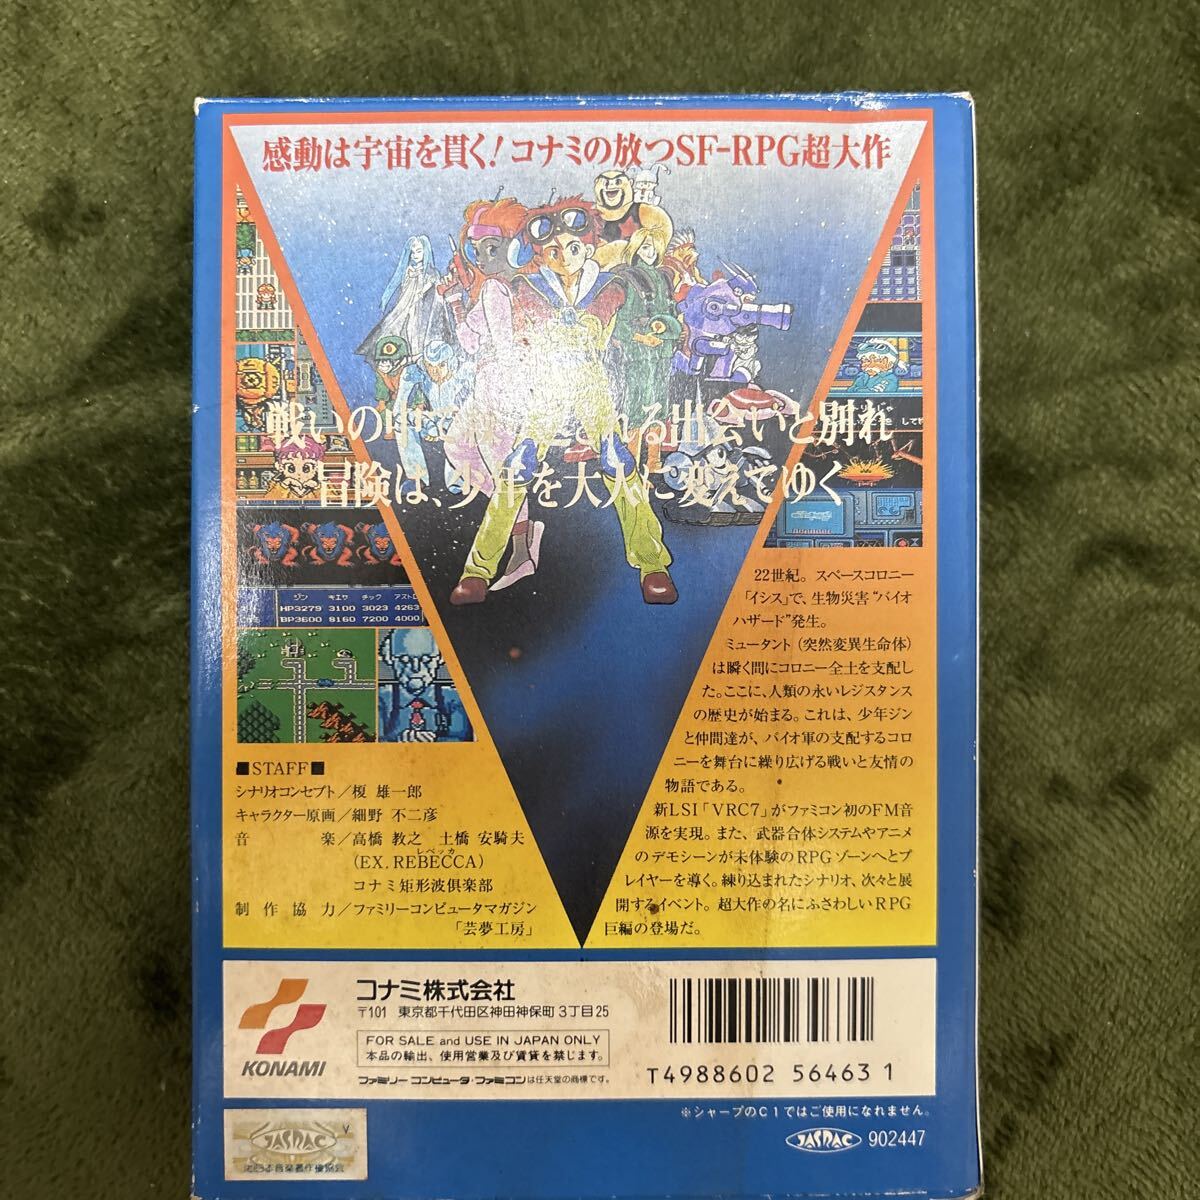 感動は宇宙を貫く!コナミの放つSF-RPG超大作
戦いの中で される出会いと別れ
冒険は、少年を大人に変えてゆく
ジン キエサ チック アストロ
HP3279 3100 3023 4263
BP3600 8160 7200 4000
22世紀。スペースコロニー
「イシス」で、生物災害“バイオ
ハザード”発生。
ミュータント(突然変異生命体)
は瞬く間にコロニー全土を支配し
た。ここに、人類の永いレジスタンス
の歴史が始まる。これは、少年ジン
と仲間達が、バイオ軍の支配するコロ
ニーを舞台に繰り広げる戦いと友情の
物語である。
新LSI「VRC7」がファミコン初のFM音
源を実現。また、武器合体システムやアニメ
のデモシーンが未体験のRPGゾーンへとプ
レイヤーを導く。練り込まれたシナリオ、次々と展
開するイベント。超大作の名にふさわしいRPG
巨編の登場だ。
■STAFF■
シナリオコンセプト/榎 雄一郎
キャラクター原画/細野 不二彦
音 楽/高橋 教之 土橋 安騎夫
レベッカ
(EX. REBECCA)
コナミ矩形波倶楽部
制作協力/ファミリーコンピュータマガジン
「芸夢工房」
KONAMI
コナミ株式会社
〒101 東京都千代田区神田神保町3丁目25
FOR SALE and USE IN JAPAN ONLY
本品の輸出、使用営業及び賃貸を禁じます。
ファミリーコンピュータ・ファミコンは任天堂の商標です。
T4988602 56463 1
※シャープのC1ではご使用になれません。
JASRAC 902447
JASRAC V